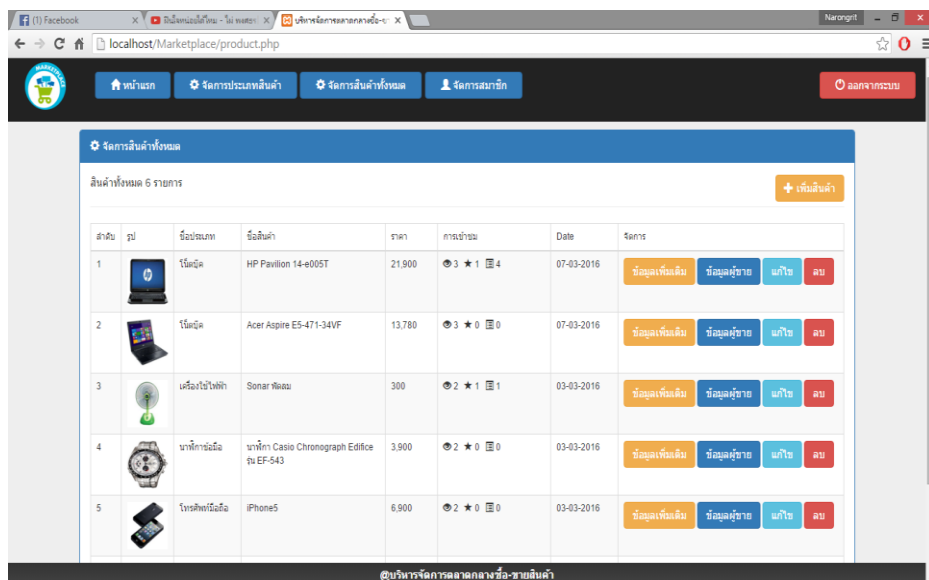 (1) Facebook
Narongrit
localhost/Marketplace/product.php
MARKETPLACE
หน้าแรก จัดการประเภทสินค้า จัดการสินค้าทั้งหมด จัดการสมาชิก ออกจากระบบ
จัดการสินค้าทั้งหมด
สินค้าทั้งหมด 6 รายการ
เพิ่มสินค้า
ลำดับ รูป ชื่อประเภท ชื่อสินค้า ราคา การเข้าชม Date จัดการ
1 โน๊ตบุ๊ค HP Pavilion 14-e005T 21,900 3 ★ 1 4 07-03-2016 ข้อมูลเพิ่มเติม ข้อมูลผู้ขาย แก้ไข ลบ
2 โน๊ตบุ๊ค Acer Aspire E5-471-34VF 13,780 3 ★ 0 0 07-03-2016 ข้อมูลเพิ่มเติม ข้อมูลผู้ขาย แก้ไข ลบ
3 เครื่องใช้ไฟฟ้า Sonar พัดลม 300 2 ★ 1 1 03-03-2016 ข้อมูลเพิ่มเติม ข้อมูลผู้ขาย แก้ไข ลบ
4 นาฬิกาข้อมือ นาฬิกา Casio Chronograph Edifice 3,900 2 ★ 0 0 03-03-2016 ข้อมูลเพิ่มเติม ข้อมูลผู้ขาย แก้ไข ลบ
รุ่น EF-543
5 โทรศัพท์มือถือ iPhone5 6,900 2 ★ 0 0 03-03-2016 ข้อมูลเพิ่มเติม ข้อมูลผู้ขาย แก้ไข ลบ
@บริหารจัดการตลาดกลางซื้อ-ขายสินค้า